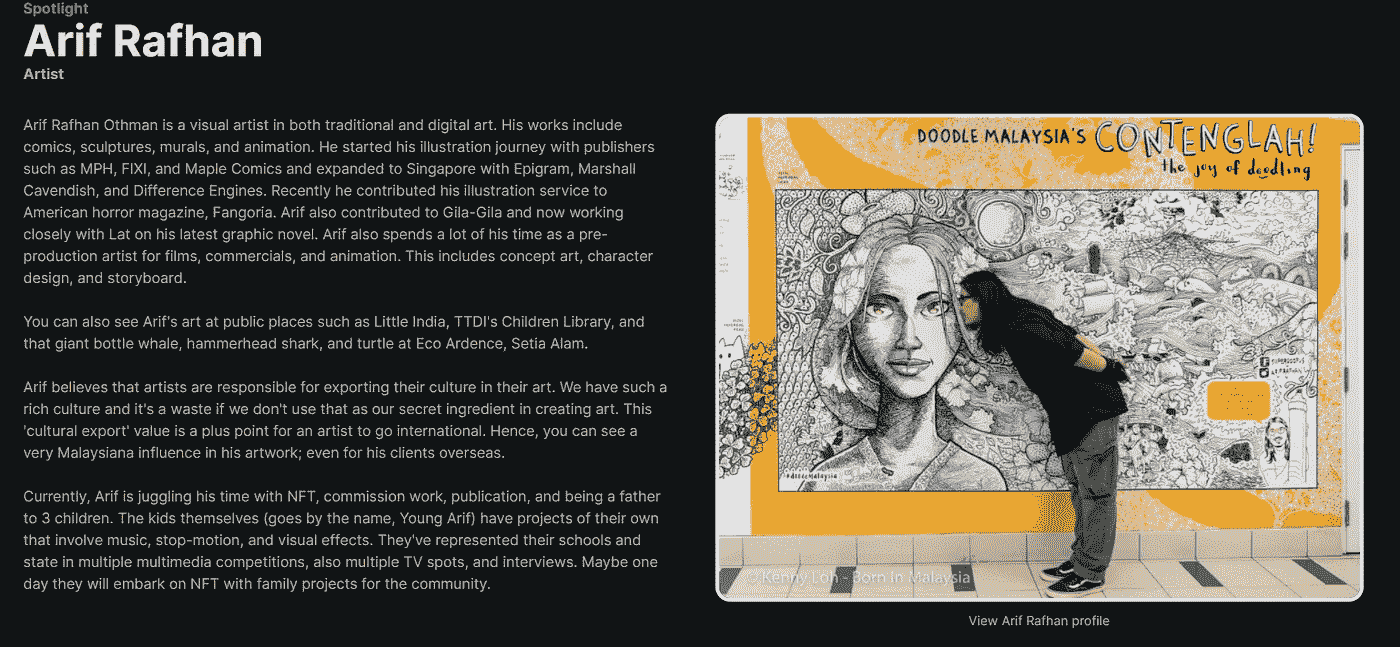 Spotlight
Arif Rafhan
Artist
Arif Rafhan Othman is a visual artist in both traditional and digital art. His works include
comics, sculptures, murals, and animation. He started his illustration journey with publishers
such as MPH, FIXI, and Maple Comics and expanded to Singapore with Epigram, Marshall
Cavendish, and Difference Engines. Recently he contributed his illustration service to
American horror magazine, Fangoria. Arif also contributed to Gila-Gila and now working
closely with Lat on his latest graphic novel. Arif also spends a lot of his time as a pre-
production artist for films, commercials, and animation. This includes concept art, character
design, and storyboard.
You can also see Arif's art at public places such as Little India, TTDI's Children Library, and
that giant bottle whale, hammerhead shark, and turtle at Eco Ardence, Setia Alam.
Arif believes that artists are responsible for exporting their culture in their art. We have such a
rich culture and it's a waste if we don't use that as our secret ingredient in creating art. This
'cultural export' value is a plus point for an artist to go international. Hence, you can see a
very Malaysiana influence in his artwork; even for his clients overseas.
Currently, Arif is juggling his time with NFT, commission work, publication, and being a father
to 3 children. The kids themselves (goes by the name, Young Arif) have projects of their own
that involve music, stop-motion, and visual effects. They've represented their schools and
state in multiple multimedia competitions, also multiple TV spots, and interviews. Maybe one
day they will embark on NFT with family projects for the community.
DOODLE MALAYSIA'S CONTENGLAH!
the joy of doodling
#doodlemalaysia
Kenny Loh - Born In Malaysia
View Arif Rafhan profile